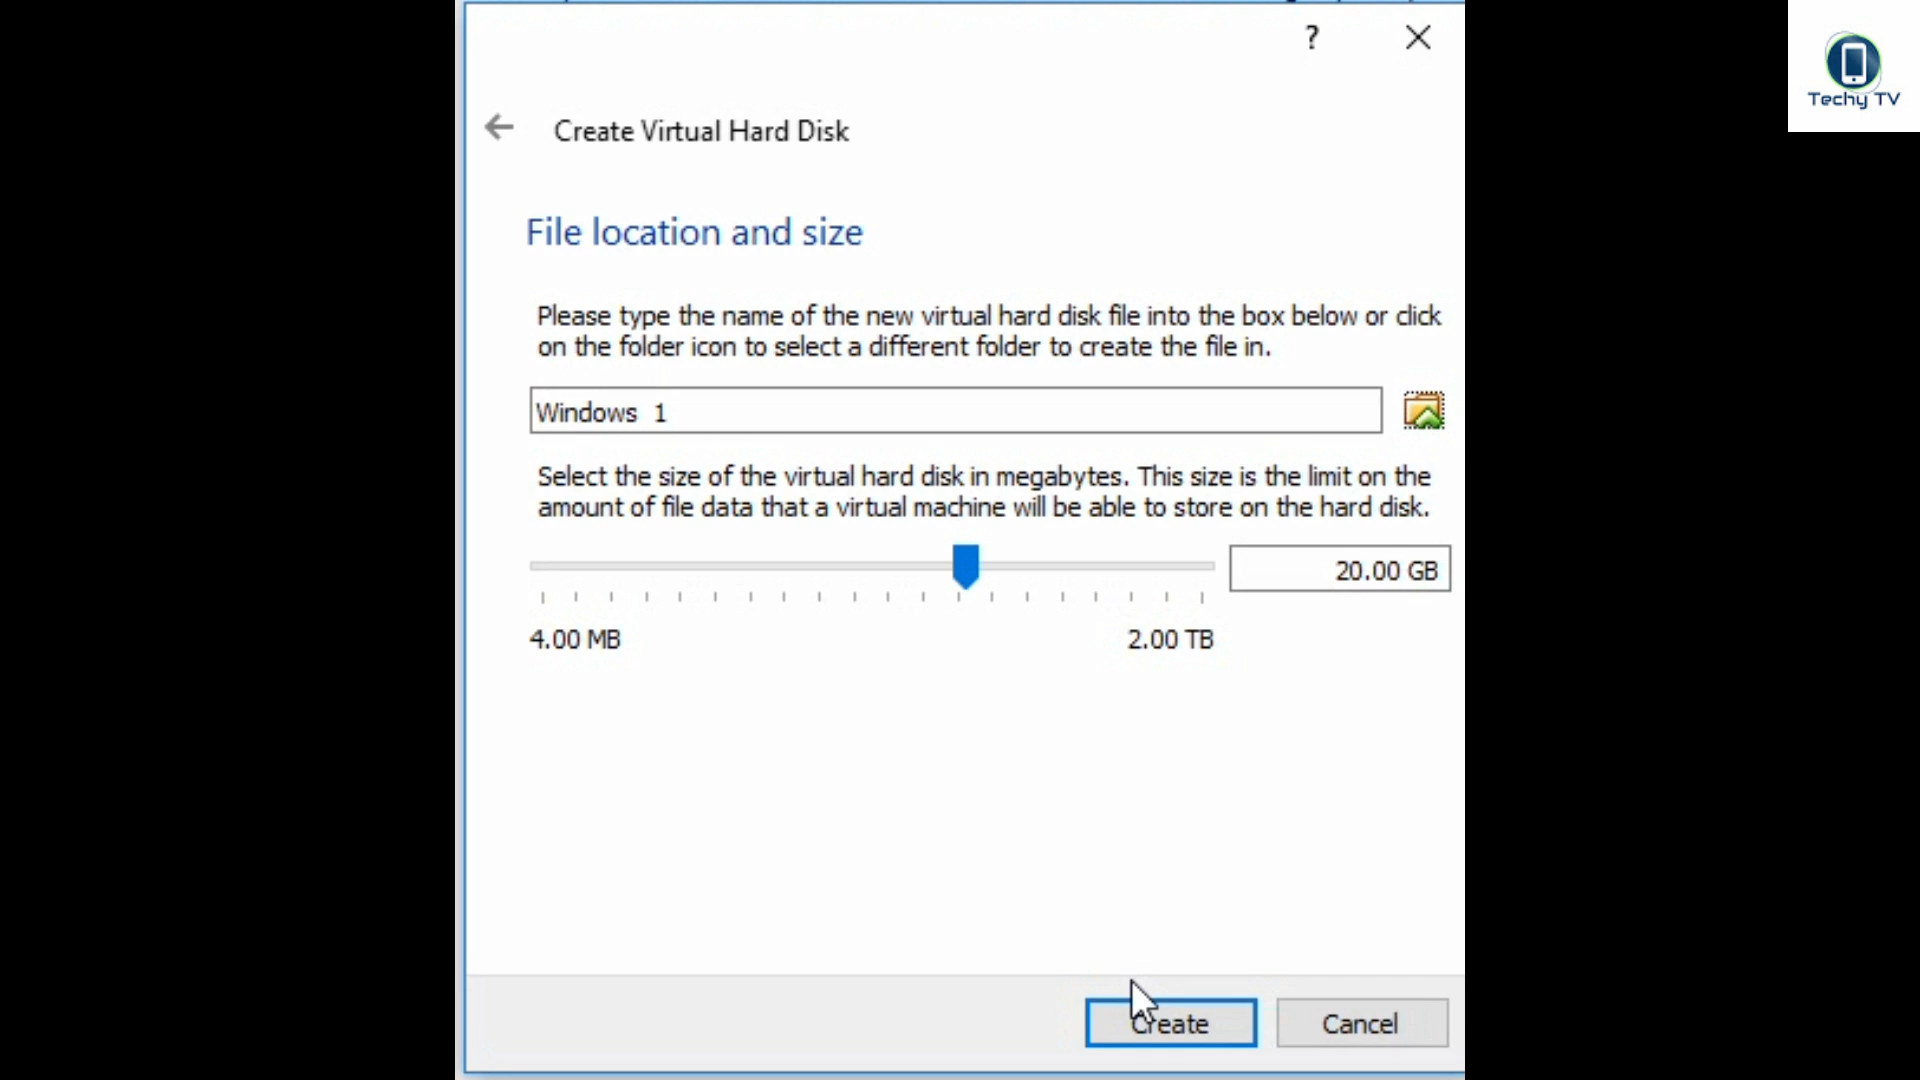 ?
Techy TV
Create Virtual Hard Disk
File location and size
Please type the name of the new virtual hard disk file into the box below or click
on the folder icon to select a different folder to create the file in.
Windows  1
Select the size of the virtual hard disk in megabytes. This size is the limit on the
amount of file data that a virtual machine will be able to store on the hard disk.
20.00 GB
4.00 MB 2.00 TB
Create Cancel